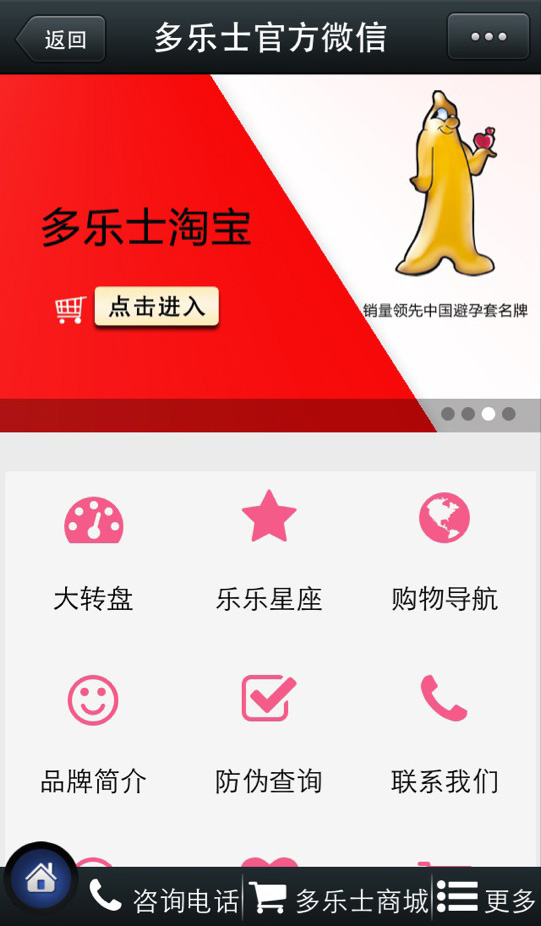 返回
多乐士官方微信
多乐士淘宝
点击进入
销量领先中国避孕套名牌
大转盘
乐乐星座
购物导航
品牌简介
防伪查询
联系我们
咨询电话
多乐士商城
更多